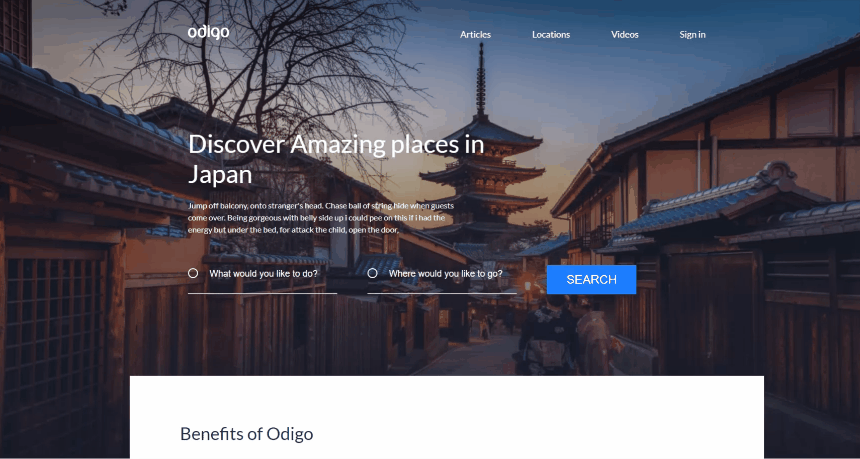 odigo
Articles Locations Videos Sign in
Discover Amazing places in
Japan
Jump off balcony, onto stranger's head. Chase ball of string hide when guests
come over. Being gorgeous with belly side up i could pee on this if i had the
energy but under the bed, for attack the child, open the door.
What would you like to do? Where would you like to go? SEARCH
Benefits of Odigo